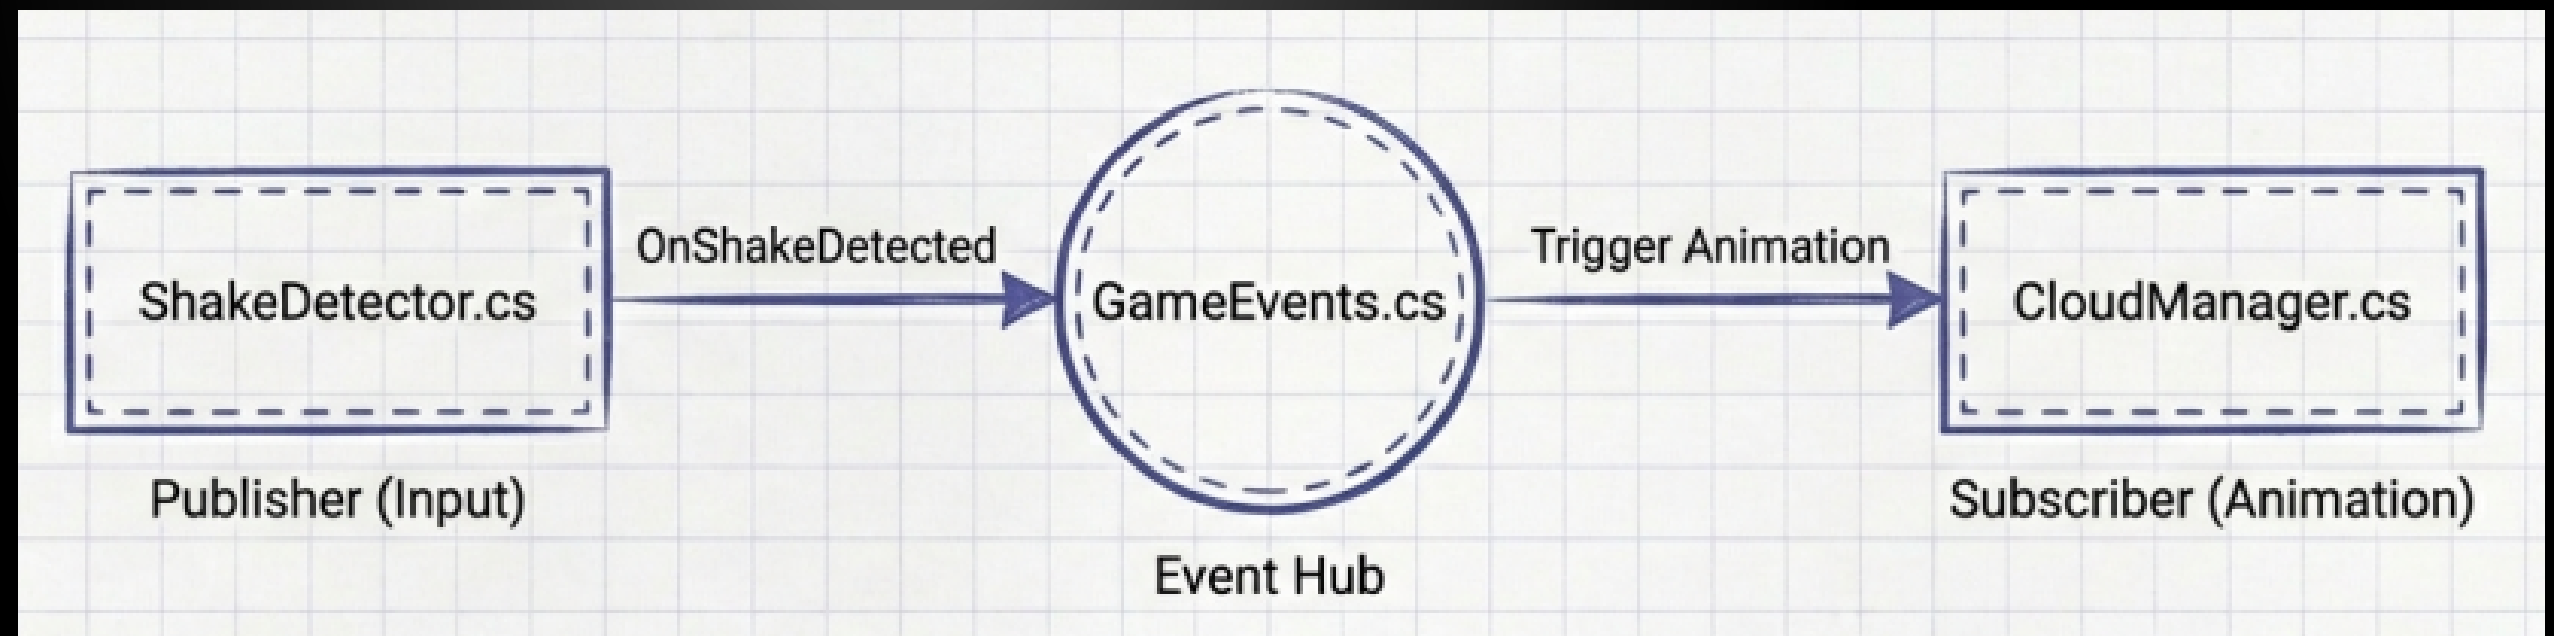 OnShakeDetected
Trigger Animation
ShakeDetector.cs
GameEvents.cs
CloudManager.cs
Publisher (Input)
Subscriber (Animation)
Event Hub